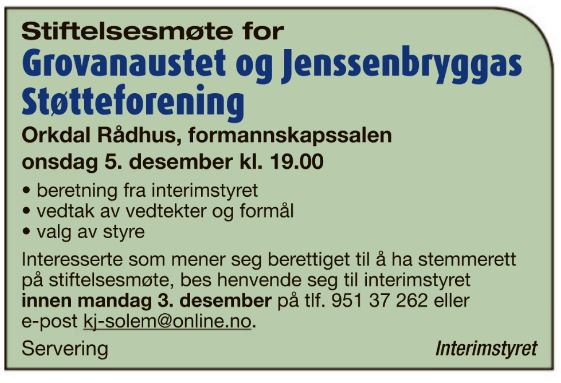 Stiftelsesmøte for
Grovanaustet og Jenssenbryggas
Støtteforening
Orkdal Rådhus, formannskapssalen
onsdag 5. desember kl. 19.00
• beretning fra interimstyret
• vedtak av vedtekter og formål
• valg av styre
Interesserte som mener seg berettiget til å ha stemmerett
på stiftelsesmøte, bes henvende seg til interimstyret
innen mandag 3. desember på tlf. 951 37 262 eller
e-post kj-solem@online.no.
Servering Interimstyret